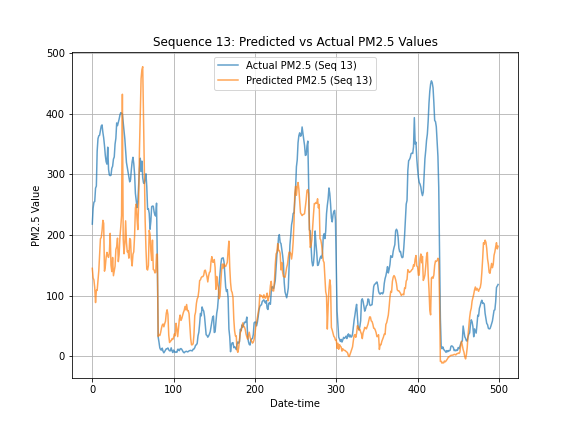 Sequence 13: Predicted vs Actual PM2.5 Values
Actual PM2.5 (Seq 13)
Predicted PM2.5 (Seq 13)
PM2.5 Value
500
400
300
200
100
0
0
100
200
300
400
500
Date-time